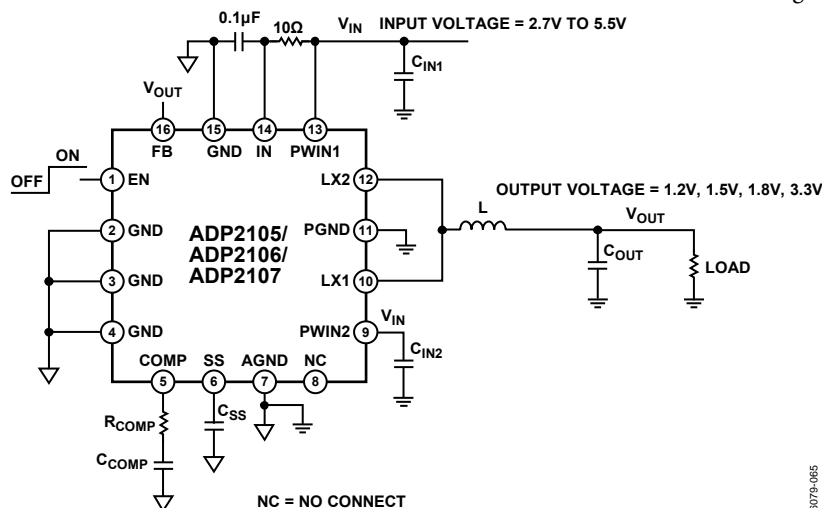 0.1μF
10Ω
VIN
INPUT VOLTAGE = 2.7V TO 5.5V
CIN1
VOUT
16
15
14
13
FB
GND
IN
PWIN1
ON
OFF
1
EN
LX2
12
OUTPUT VOLTAGE = 1.2V, 1.5V, 1.8V, 3.3V
L
VOUT
2
GND
ADP2105/
ADP2106/
ADP2107
PGND
11
COUT
LOAD
3
GND
LX1
10
4
GND
PWIN2
9
VIN
CIN2
COMP
SS
AGND
NC
5
6
7
8
RCOMP
CSS
CCOMP
NC = NO CONNECT